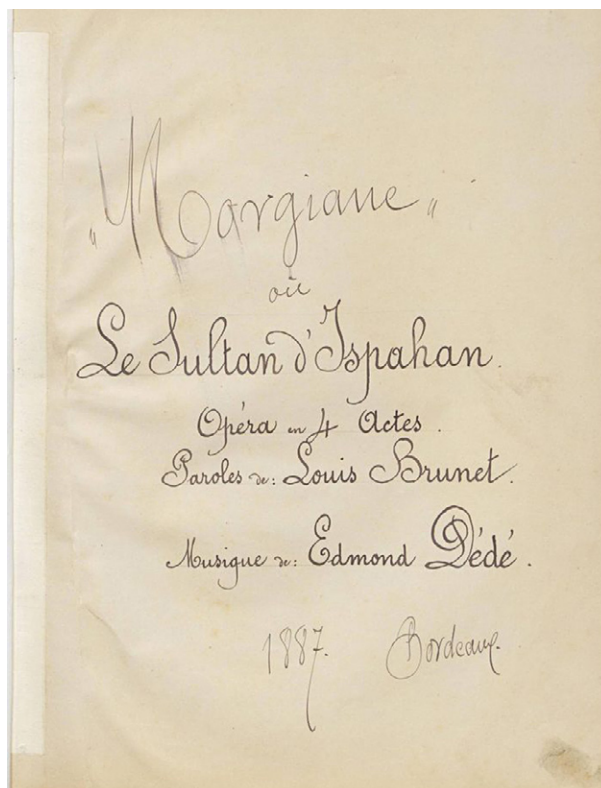 „Morgiane„
ou
Le Sultan d'Ispahan.
Opéra en 4 Actes.
Paroles de: Louis Brunet.
Musique de: Edmond Dédé.
1887. Bordeaux.